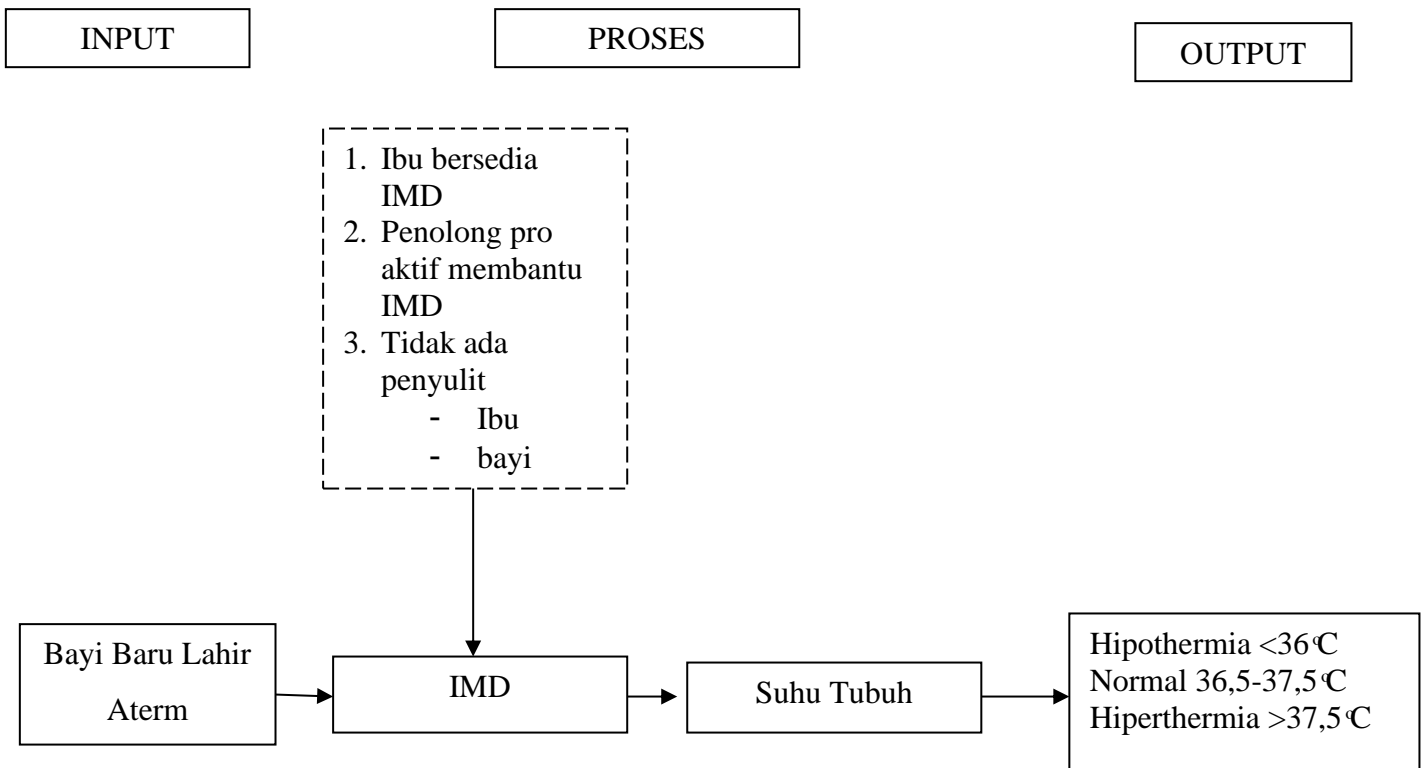 INPUT
PROSES
OUTPUT
1. Ibu bersedia
IMD
2. Penolong pro
aktif membantu
IMD
3. Tidak ada
penyulit
- Ibu
- bayi
Bayi Baru Lahir
Aterm
IMD
Suhu Tubuh
Hipothermia <36℃
Normal 36,5-37,5℃
Hiperthermia >37,5℃